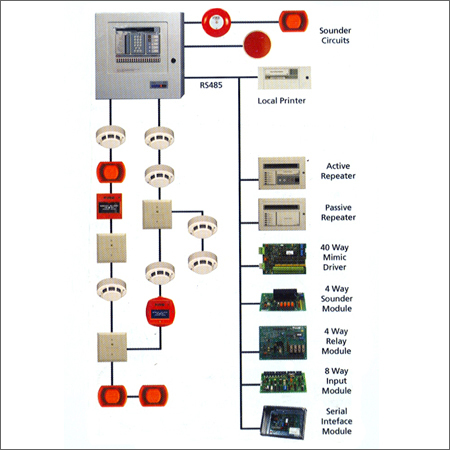 Sounder
Circuits
RS485
Local Printer
Active
Repeater
Passive
Repeater
40 Way
Mimic
Driver
4 Way
Sounder
Module
4 Way
Relay
Module
8 Way
Input
Module
Serial
Inteface
Module